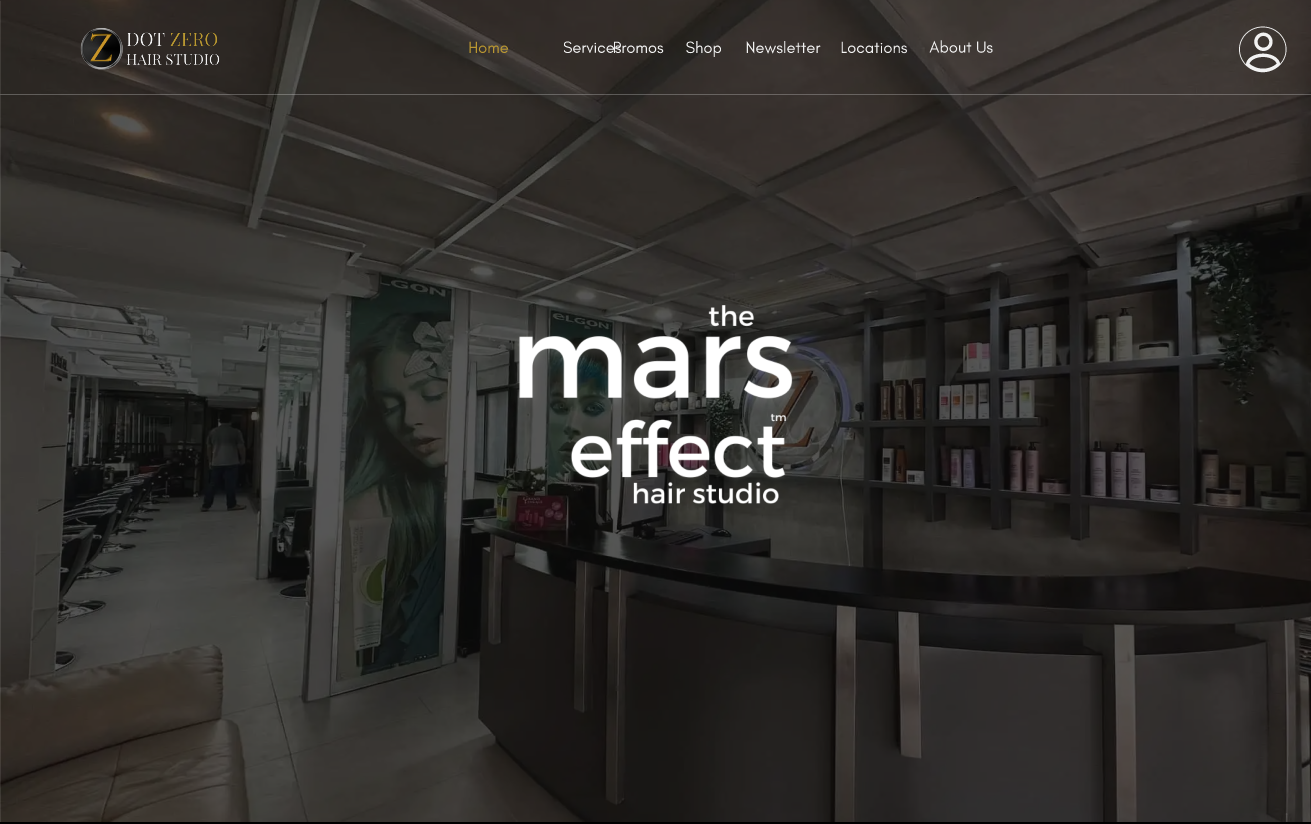 DOT ZERO
HAIR STUDIO
Home
Services
Promos
Shop
Newsletter
Locations
About Us
ELGON
eLGON
the
mars
effect
tm
hair studio
Z